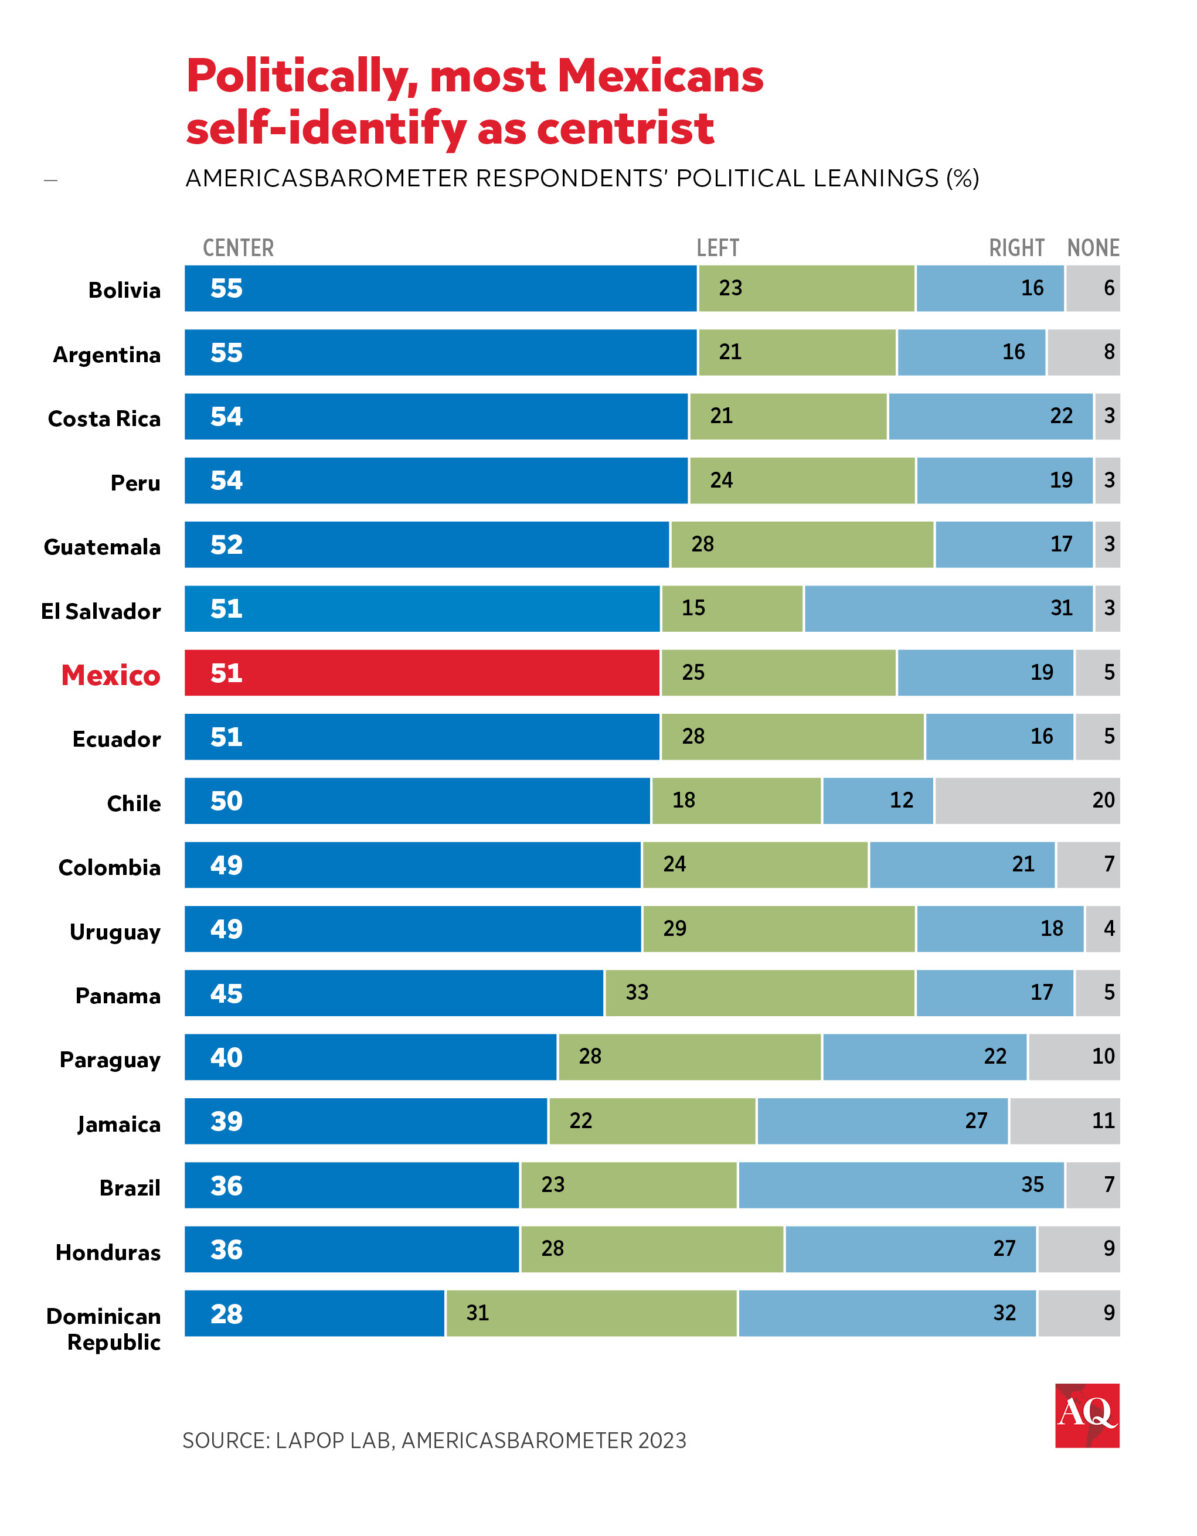 Politically, most Mexicans
self-identify as centrist
AMERICASBAROMETER RESPONDENTS’ POLITICAL LEANINGS (%)
CENTER LEFT RIGHT NONE
Bolivia 55 23 16 6
Argentina 55 21 16 8
Costa Rica 54 21 22 3
Peru 54 24 19 3
Guatemala 52 28 17 3
El Salvador 51 15 31 3
Mexico 51 25 19 5
Ecuador 51 28 16 5
Chile 50 18 12 20
Colombia 49 24 21 7
Uruguay 49 29 18 4
Panama 45 33 17 5
Paraguay 40 28 22 10
Jamaica 39 22 27 11
Brazil 36 23 35 7
Honduras 36 28 27 9
Dominican 28 31 32 9
Republic
AQ
SOURCE: LAPOP LAB, AMERICASBAROMETER 2023